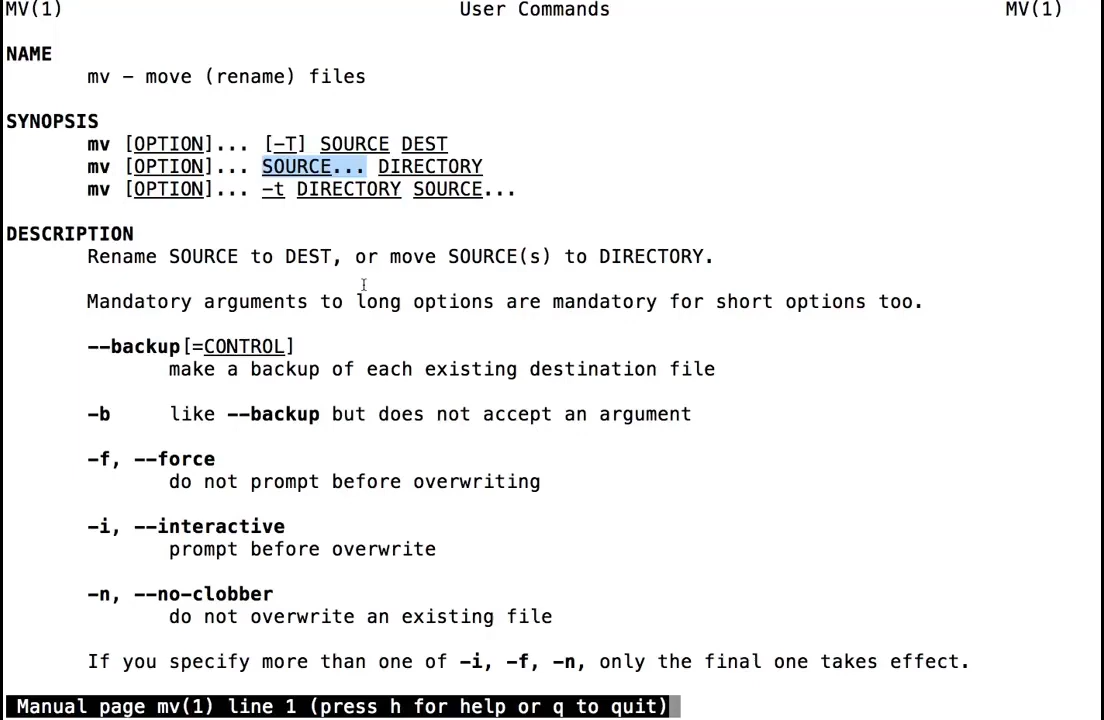 MV(1) User Commands MV(1)
NAME
mv – move (rename) files
SYNOPSIS
mv [OPTION]... [–T] SOURCE DEST
mv [OPTION]... SOURCE... DIRECTORY
mv [OPTION]... –t DIRECTORY SOURCE...
DESCRIPTION
Rename SOURCE to DEST, or move SOURCE(s) to DIRECTORY.
Mandatory arguments to long options are mandatory for short options too.
––backup[=CONTROL]
make a backup of each existing destination file
–b like ––backup but does not accept an argument
–f, ––force
do not prompt before overwriting
–i, ––interactive
prompt before overwrite
–n, ––no–clobber
do not overwrite an existing file
If you specify more than one of –i, –f, –n, only the final one takes effect.
Manual page mv(1) line 1 (press h for help or q to quit)